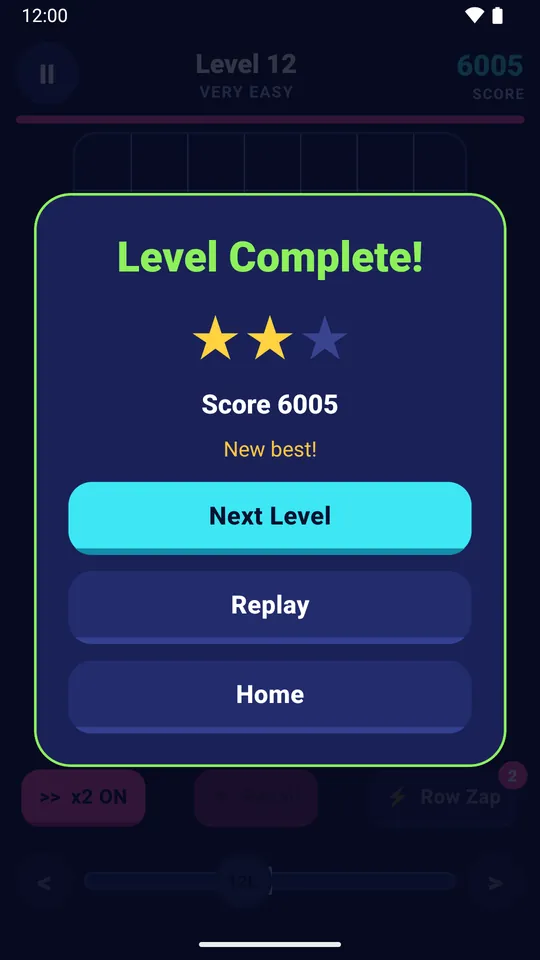 12:00
Level 12
VERY EASY
6005
SCORE
Level Complete!
Score 6005
New best!
Next Level
Replay
Home
>> x2 ON
2
⚡ Row Zap
<
>